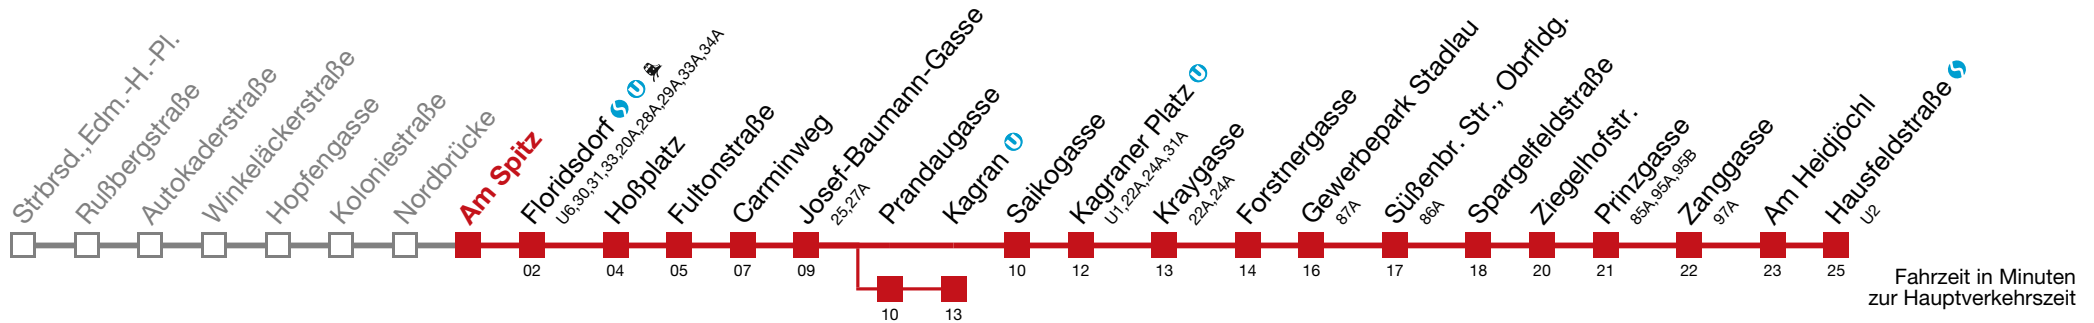 Strbrsd., Edm.-H.-Pl.
Rußbergstraße
Autokaderstraße
Winkeläckerstraße
Hopfengasse
Koloniestraße
Nordbrücke
Am Spitz
Floridsdorf S U
U6,30,31,33,20A,28A,29A,33A,34A
Hoßplatz
Fultonstraße
Carminweg
Josef-Baumann-Gasse
25,27A
Prandaugasse
Kagran U
Saikogasse
Kagraner Platz U
U1,22A,24A,31A
Kraygasse
22A,24A
Forstnergasse
Gewerbepark Stadlau
87A
Süßenbr. Str., Obrfldg.
86A
Spargelfeldstraße
Ziegelhofstr.
Prinzgasse
85A,95A,95B
Zanggasse
97A
Am Heidjöchl
Hausfeldstraße S
U2
02 04 05 07 09 10 12 13 14 16 17 18 20 21 22 23 25
10 13
Fahrzeit in Minuten
zur Hauptverkehrszeit